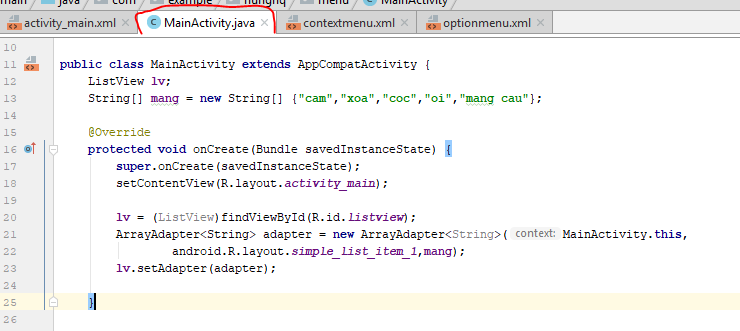 main java com example hungnq menu MainActivity
activity_main.xml MainActivity.java contextmenu.xml optionmenu.xml
10
11 public class MainActivity extends AppCompatActivity {
12 ListView lv;
13 String[] mang = new String[] {"cam","xoa","coc","oi","mang cau"};
14
15 @Override
16 protected void onCreate(Bundle savedInstanceState) {
17 super.onCreate(savedInstanceState);
18 setContentView(R.layout.activity_main);
19
20 lv = (ListView)findViewById(R.id.listview);
21 ArrayAdapter<String> adapter = new ArrayAdapter<String>( context: MainActivity.this,
22 android.R.layout.simple_list_item_1,mang);
23 lv.setAdapter(adapter);
24
25 }
26